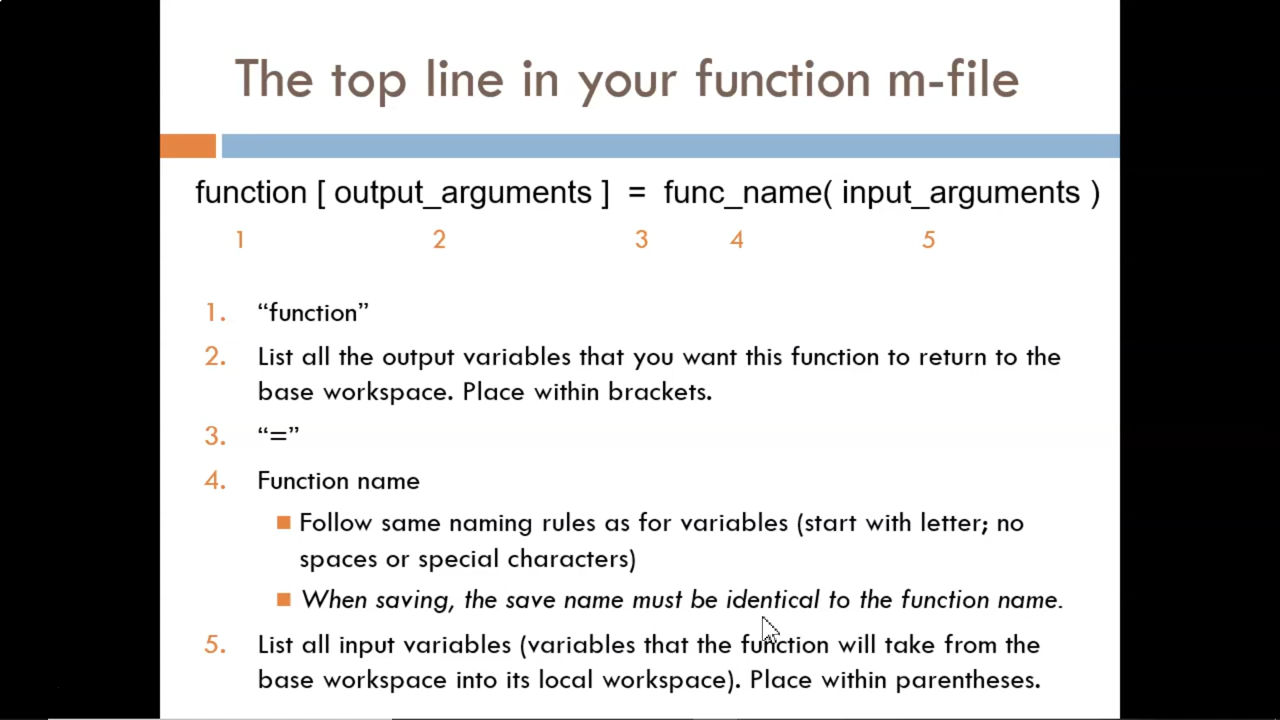 The top line in your function m-file
function [ output_arguments ] = func_name( input_arguments )
1 2 3 4 5
1. “function”
2. List all the output variables that you want this function to return to the
base workspace. Place within brackets.
3. “=”
4. Function name
Follow same naming rules as for variables (start with letter; no
spaces or special characters)
When saving, the save name must be identical to the function name.
5. List all input variables (variables that the function will take from the
base workspace into its local workspace). Place within parentheses.